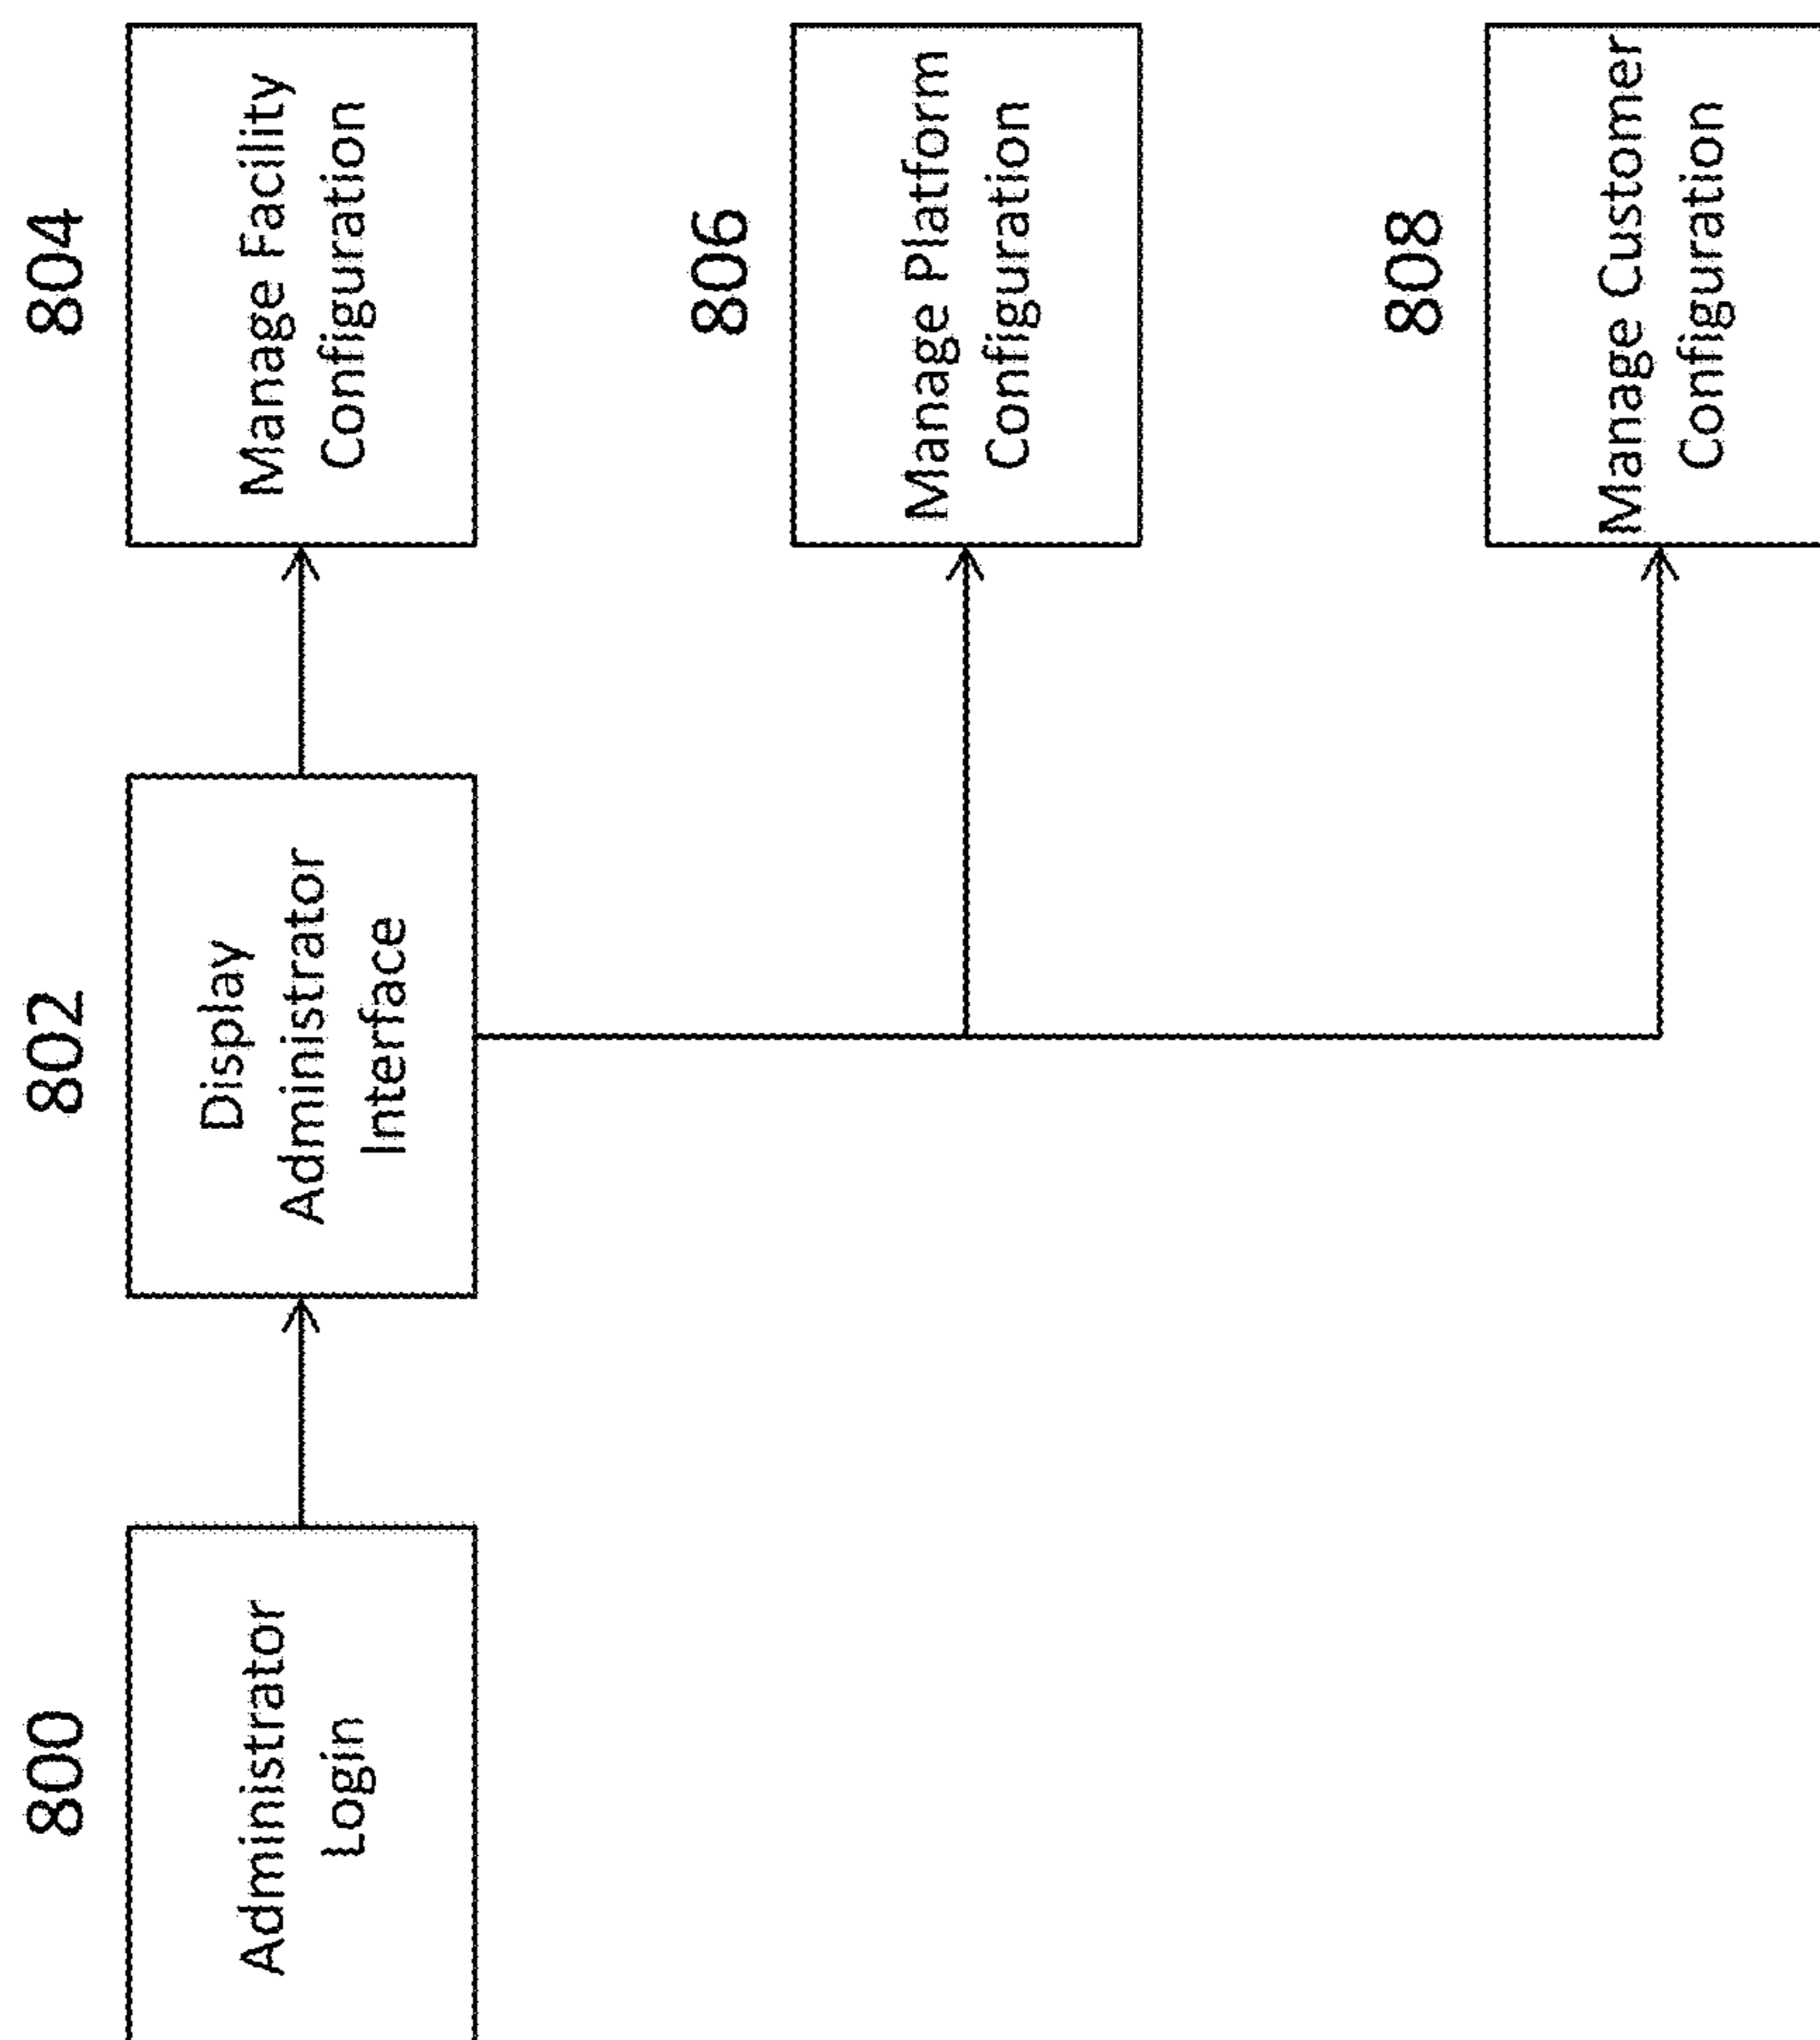 800
Administrator
Login
802
Display
Administrator
Interface
804
Manage Facility
Configuration
806
Manage Platform
Configuration
808
Manage Customer
Configuration